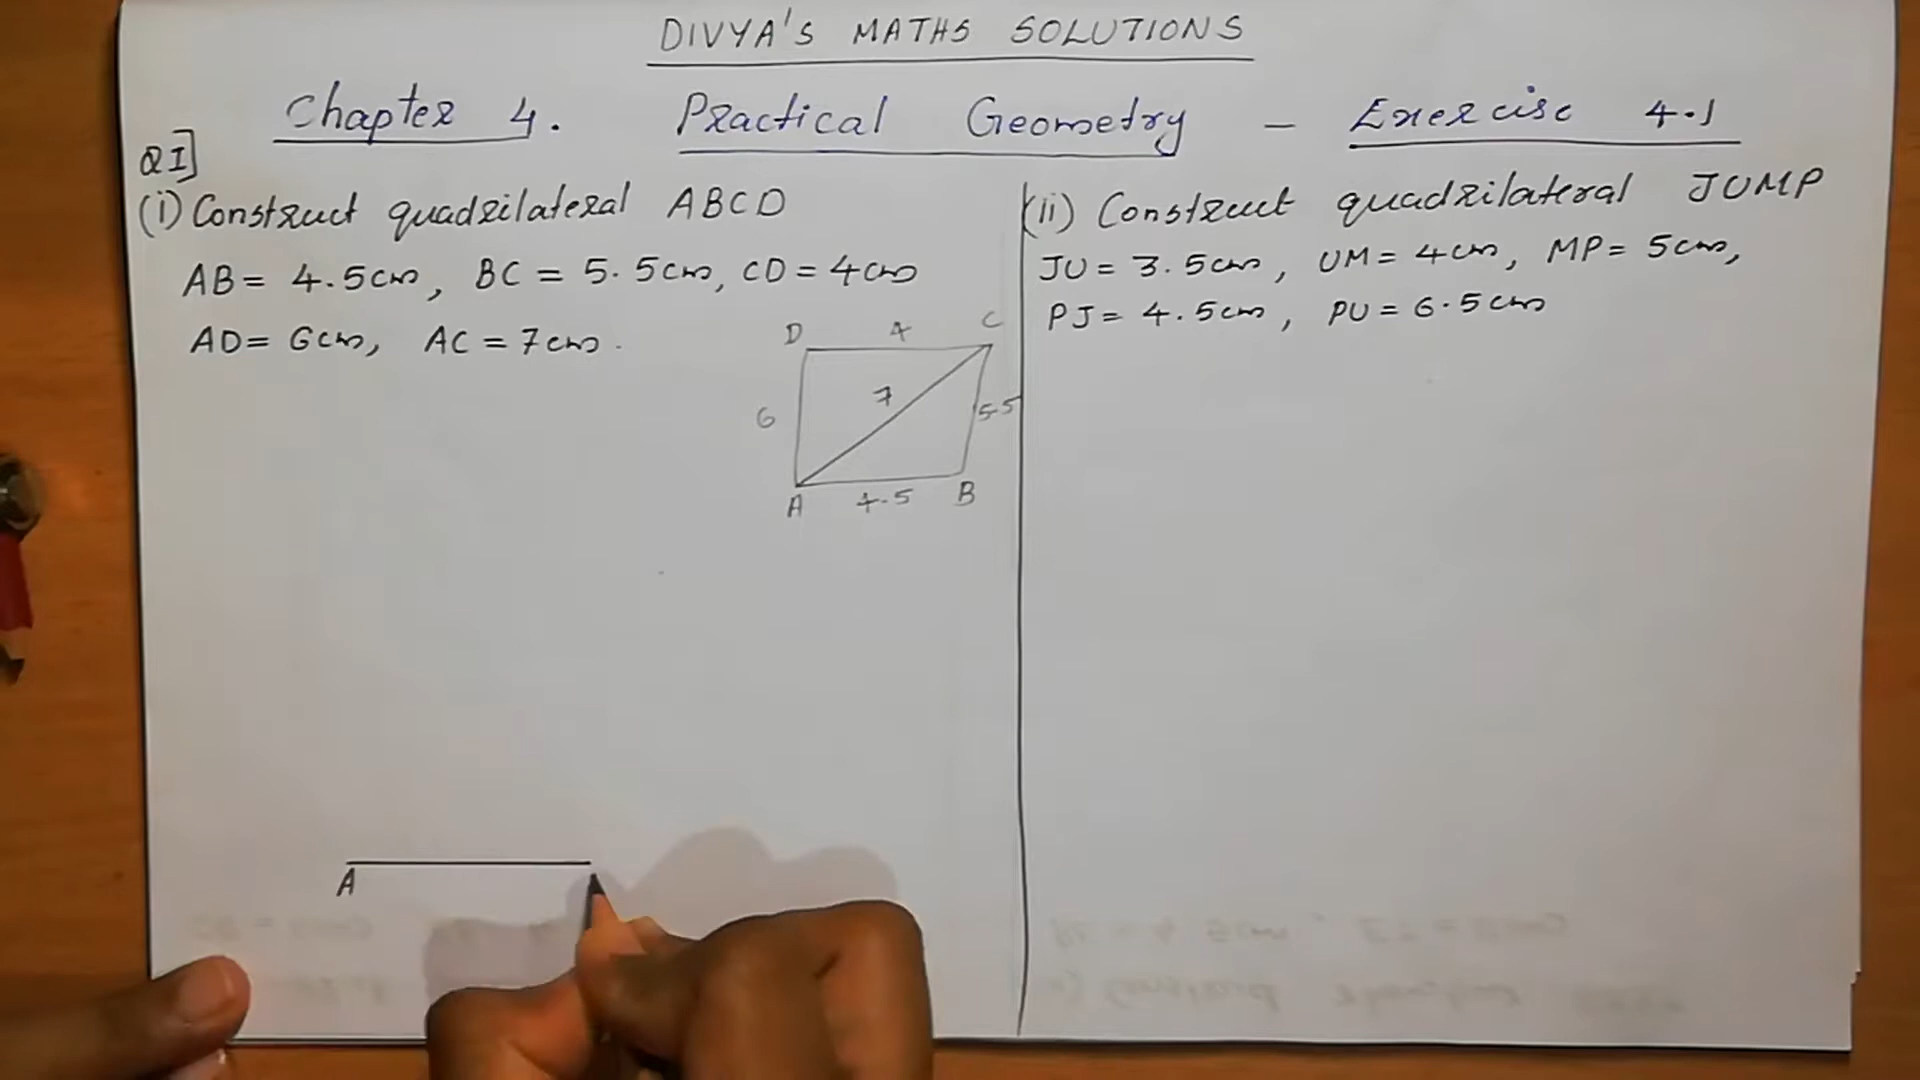 DIVYA'S MATHS SOLUTIONS
Chapter 4. Practical Geometry - Exercise 4.1
Q1]
(i) Construct quadrilateral ABCD
AB = 4.5cm, BC = 5.5cm, CD = 4cm
AD = 6cm, AC = 7cm.
D 4 C
7
6 5.5
A 4.5 B
A
(ii) Construct quadrilateral JUMP
JU = 3.5cm, UM = 4cm, MP = 5cm,
PJ = 4.5cm, PU = 6.5cm